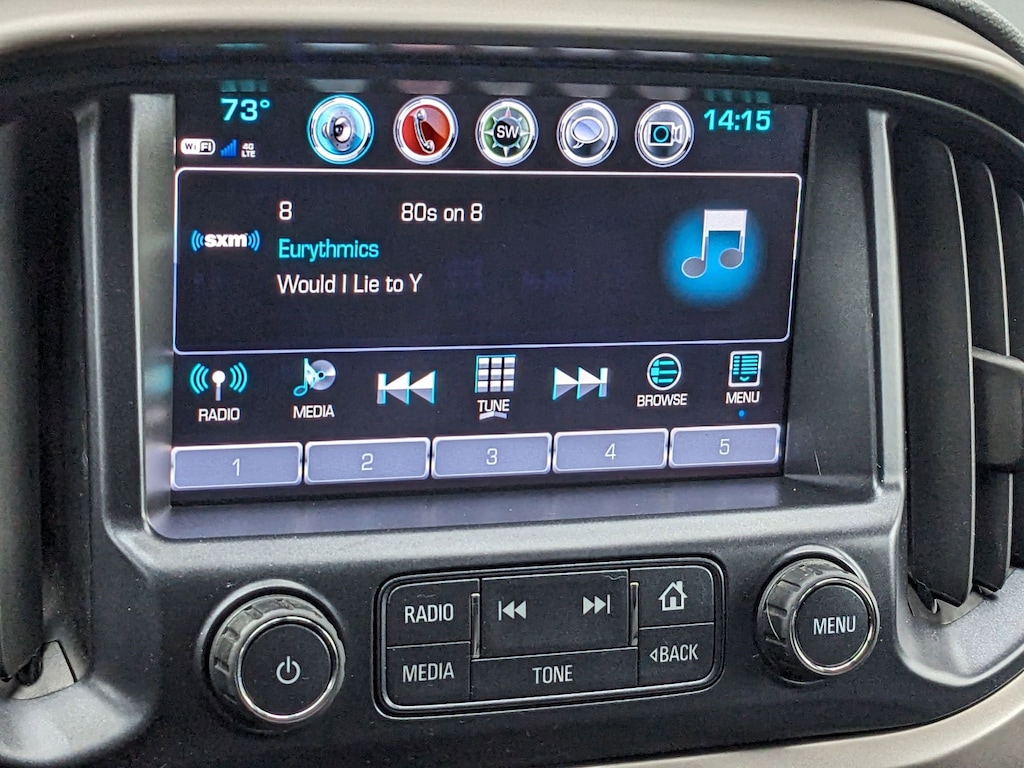 73°
14:15
WiFi
4G
LTE
SW
8
80s on 8
sxm
Eurythmics
Would I Lie to Y
RADIO
MEDIA
TUNE
BROWSE
MENU
1
2
3
4
5
RADIO
MENU
MEDIA
TONE
BACK